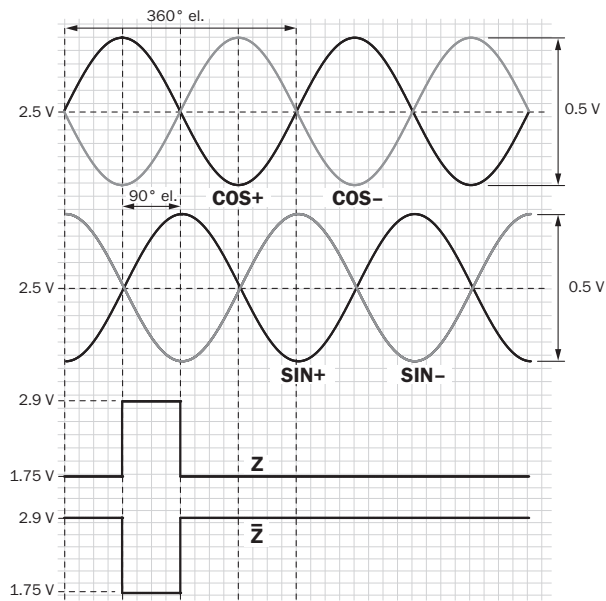 360° el.
2.5 V
0.5 V
90° el.
COS+
COS–
2.5 V
0.5 V
SIN+
SIN–
2.9 V
Z
1.75 V
2.9 V
Z̅
1.75 V